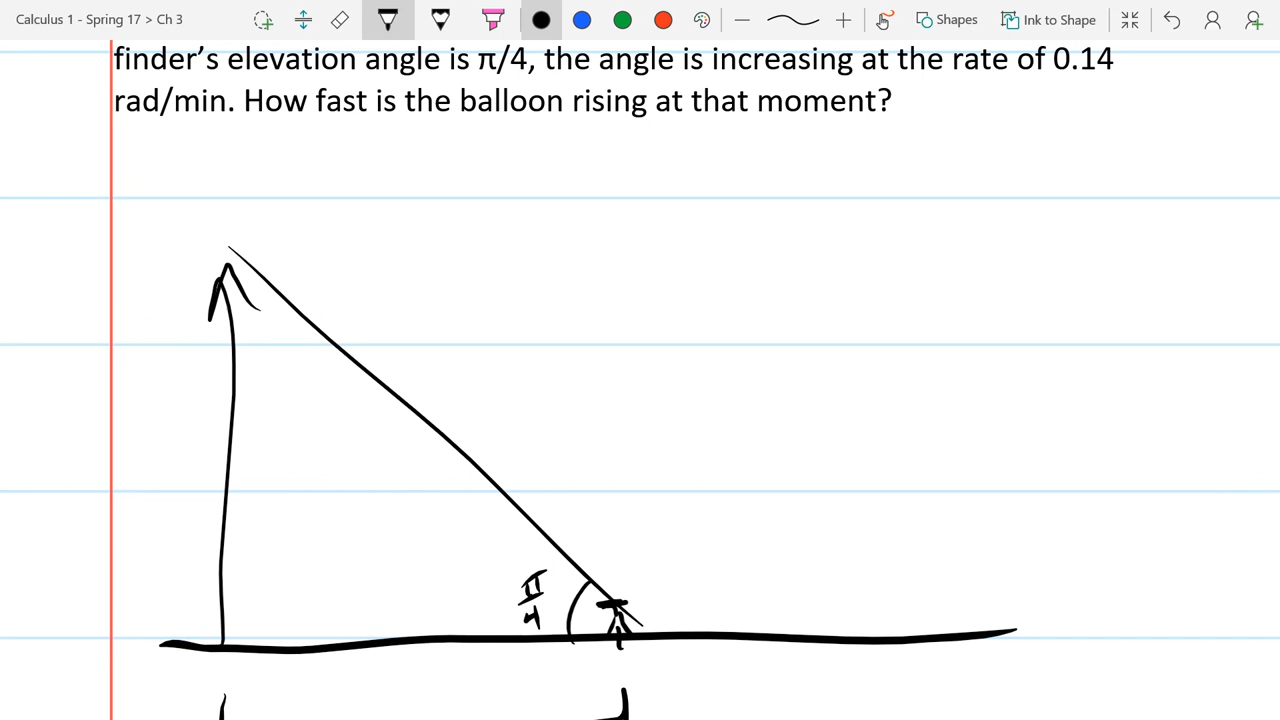 Calculus 1 - Spring 17 > Ch 3
Shapes
Ink to Shape
finder’s elevation angle is π/4, the angle is increasing at the rate of 0.14
rad/min. How fast is the balloon rising at that moment?
π
4